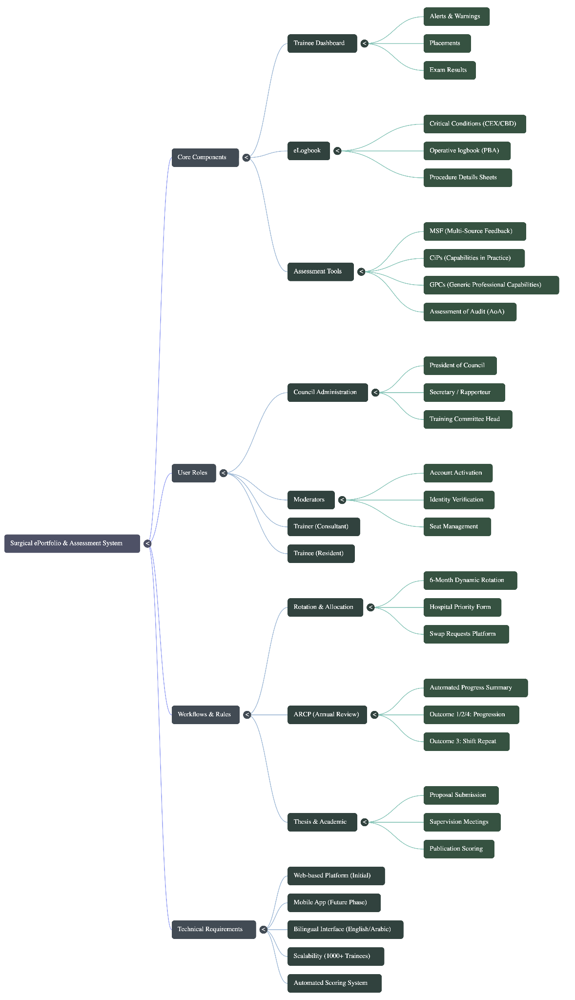 Surgical ePortfolio & Assessment System
Core Components
Trainee Dashboard
Alerts & Warnings
Placements
Exam Results
eLogbook
Critical Conditions (CEX/CBD)
Operative logbook (PBA)
Procedure Details Sheets
Assessment Tools
MSF (Multi-Source Feedback)
CiPs (Capabilities in Practice)
GPCs (Generic Professional Capabilities)
Assessment of Audit (AoA)
User Roles
Council Administration
President of Council
Secretary / Rapporteur
Training Committee Head
Moderators
Account Activation
Identity Verification
Seat Management
Trainer (Consultant)
Trainee (Resident)
Workflows & Rules
Rotation & Allocation
6-Month Dynamic Rotation
Hospital Priority Form
Swap Requests Platform
ARCP (Annual Review)
Automated Progress Summary
Outcome 1/2/4: Progression
Outcome 3: Shift Repeat
Thesis & Academic
Proposal Submission
Supervision Meetings
Publication Scoring
Technical Requirements
Web-based Platform (Initial)
Mobile App (Future Phase)
Bilingual Interface (English/Arabic)
Scalability (1000+ Trainees)
Automated Scoring System